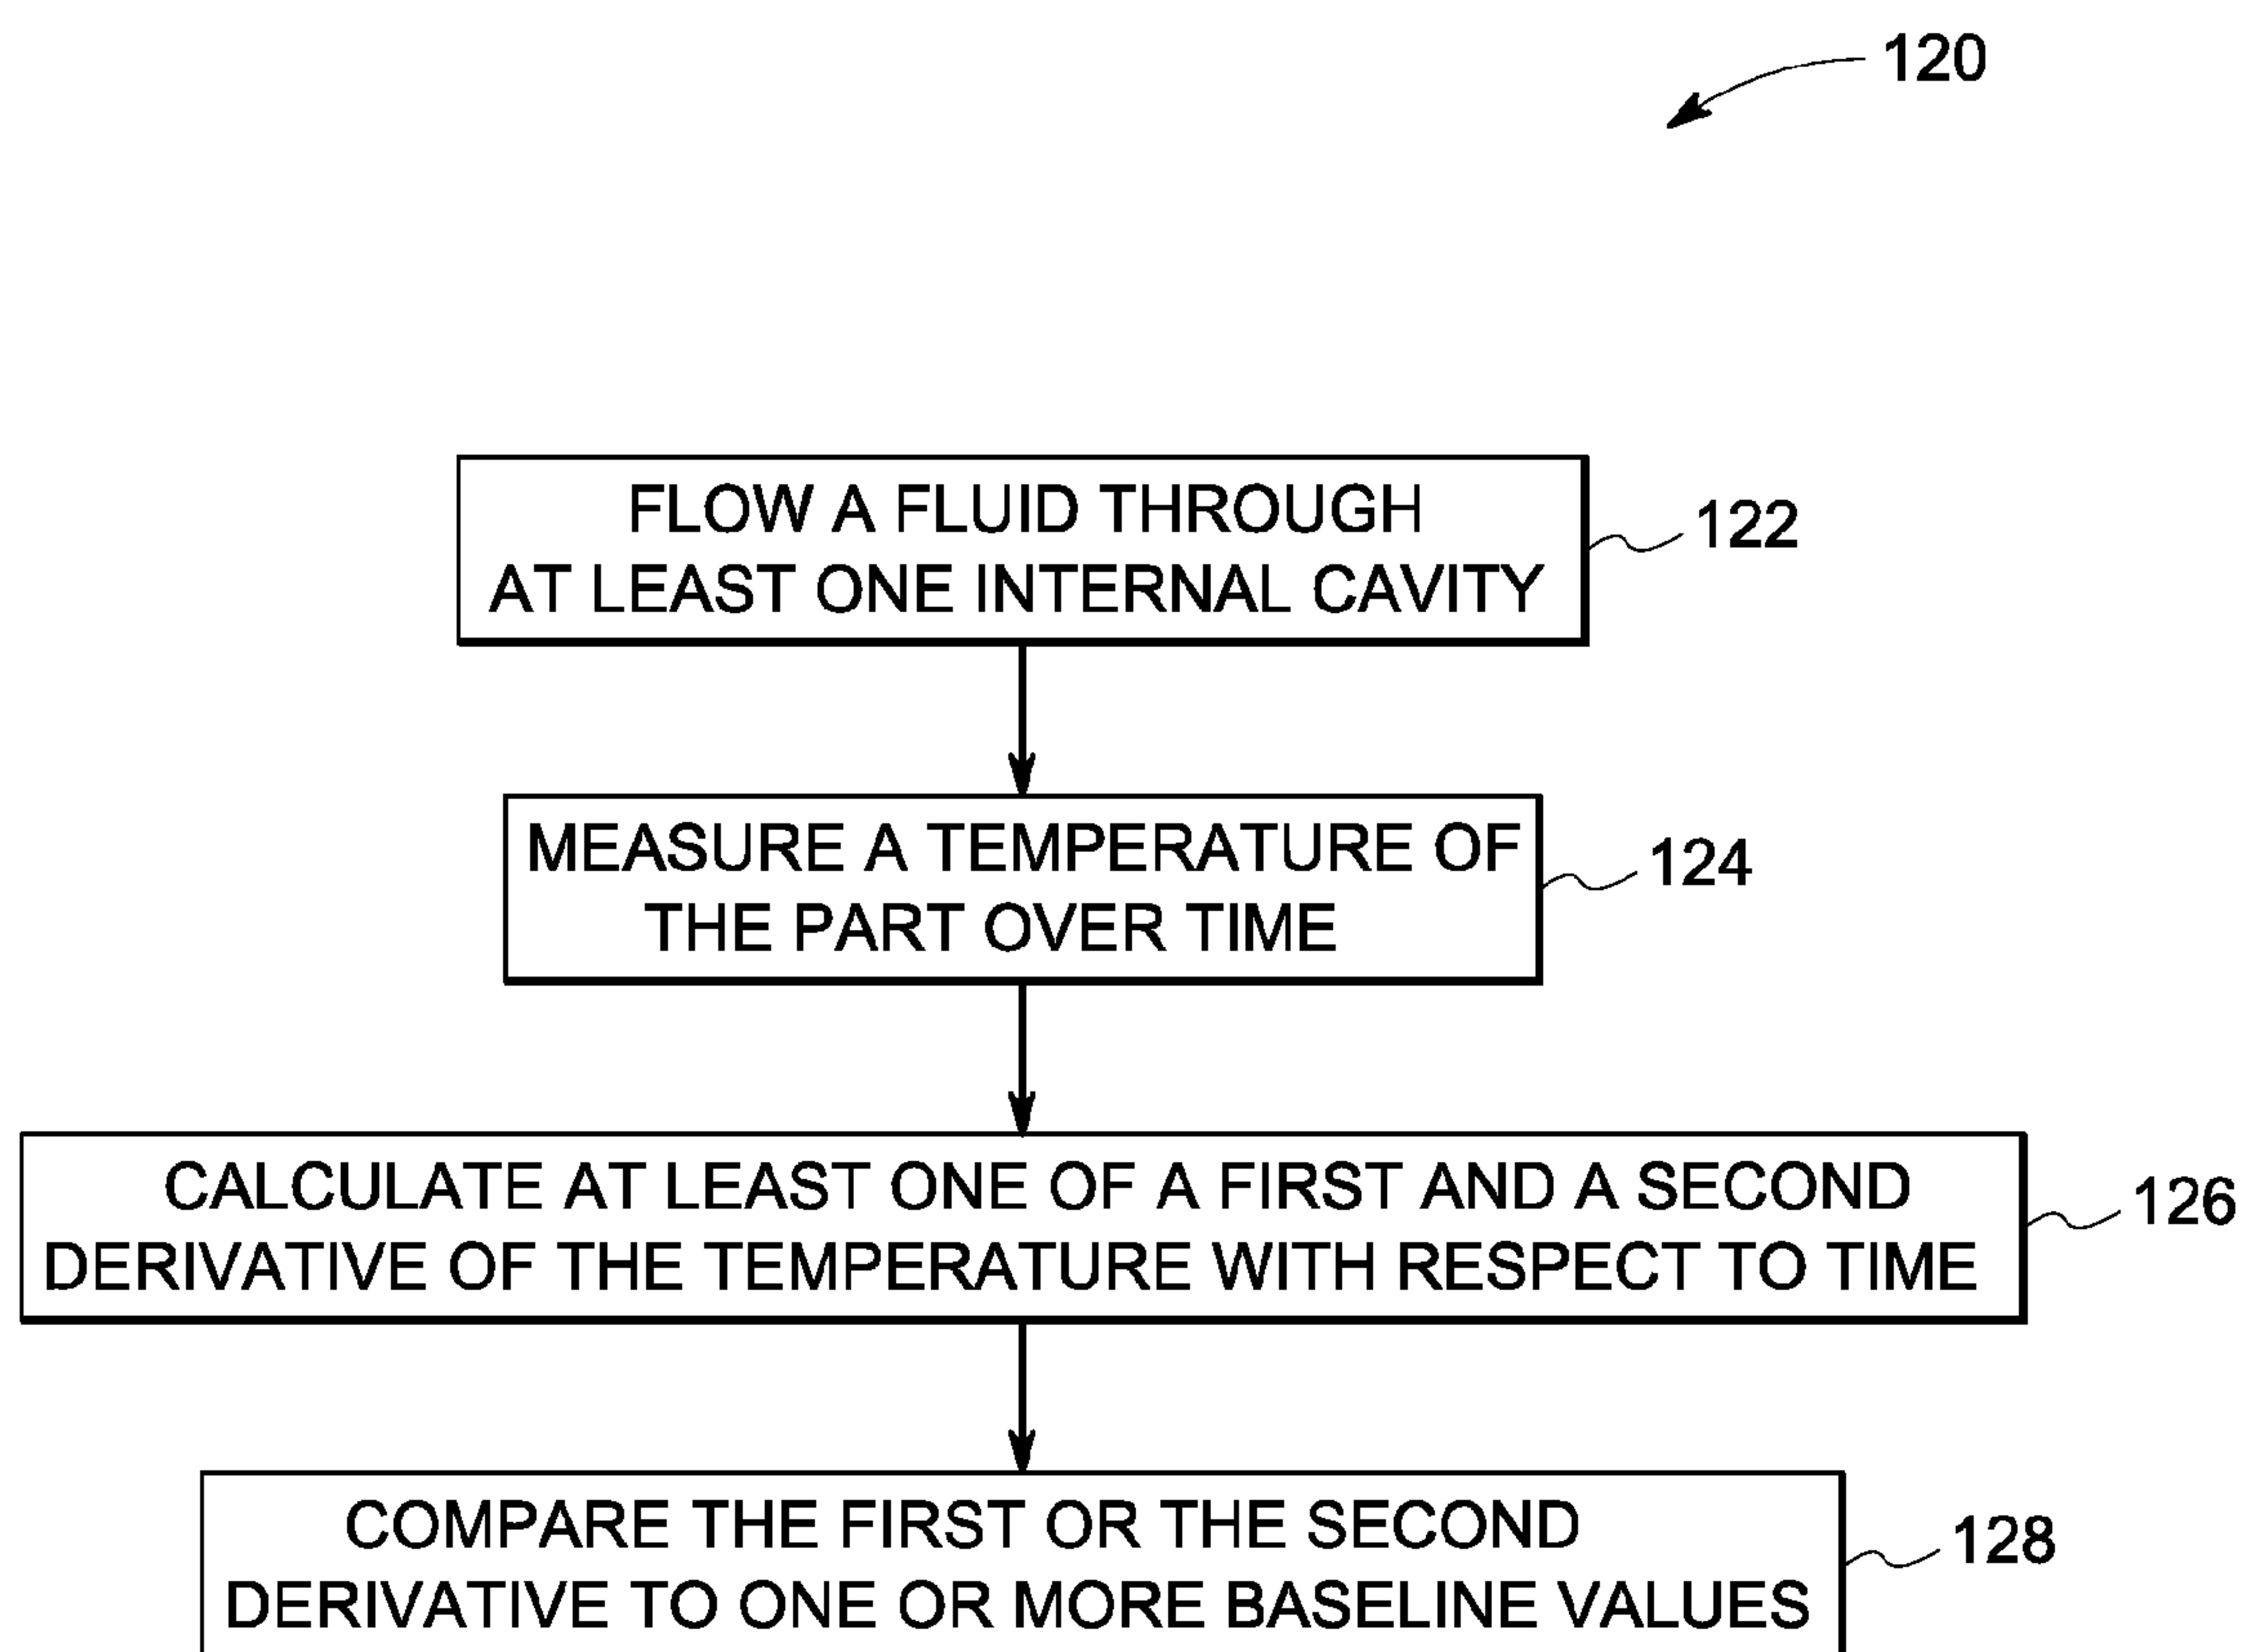 120
FLOW A FLUID THROUGH
AT LEAST ONE INTERNAL CAVITY
122
MEASURE A TEMPERATURE OF
THE PART OVER TIME
124
CALCULATE AT LEAST ONE OF A FIRST AND A SECOND
DERIVATIVE OF THE TEMPERATURE WITH RESPECT TO TIME
126
COMPARE THE FIRST OR THE SECOND
DERIVATIVE TO ONE OR MORE BASELINE VALUES
128